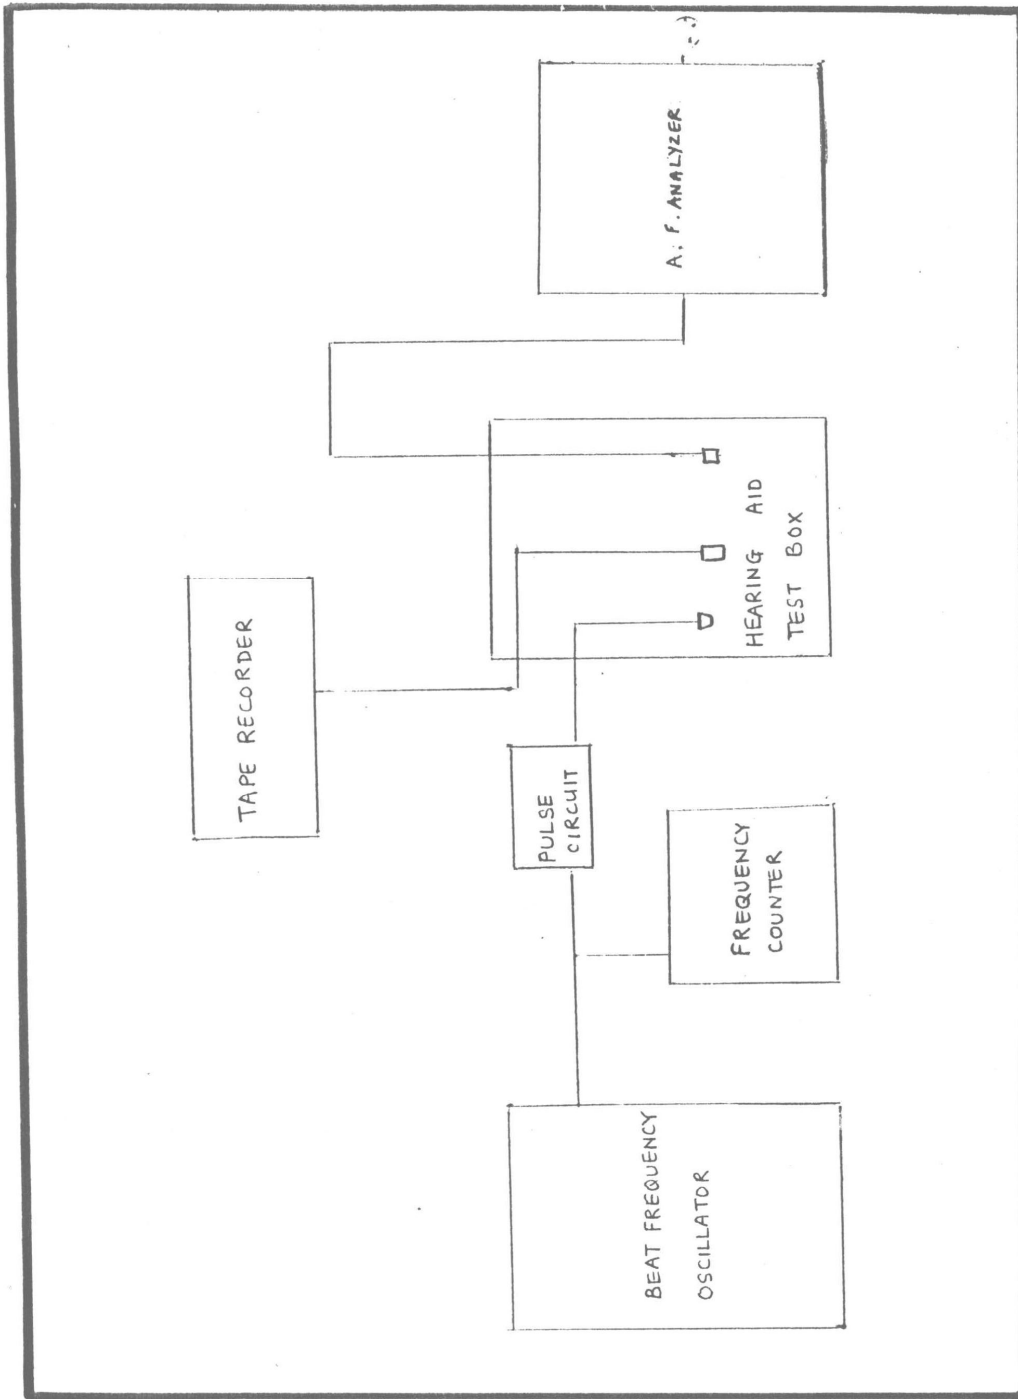 TAPE RECORDER
BEAT FREQUENCY
OSCILLATOR
PULSE
CIRCUIT
FREQUENCY
COUNTER
HEARING AID
TEST BOX
A. F. ANALYZER